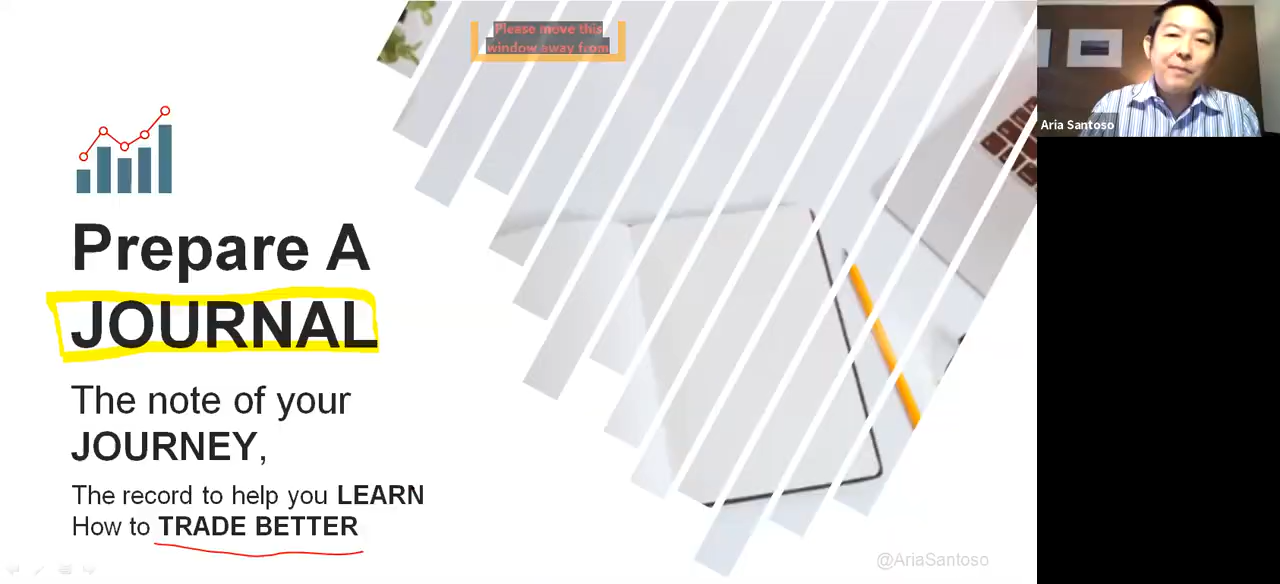 Please move this
window away from
Aria Santoso
Prepare A
JOURNAL
The note of your
JOURNEY,
The record to help you LEARN
How to TRADE BETTER
@AriaSantoso